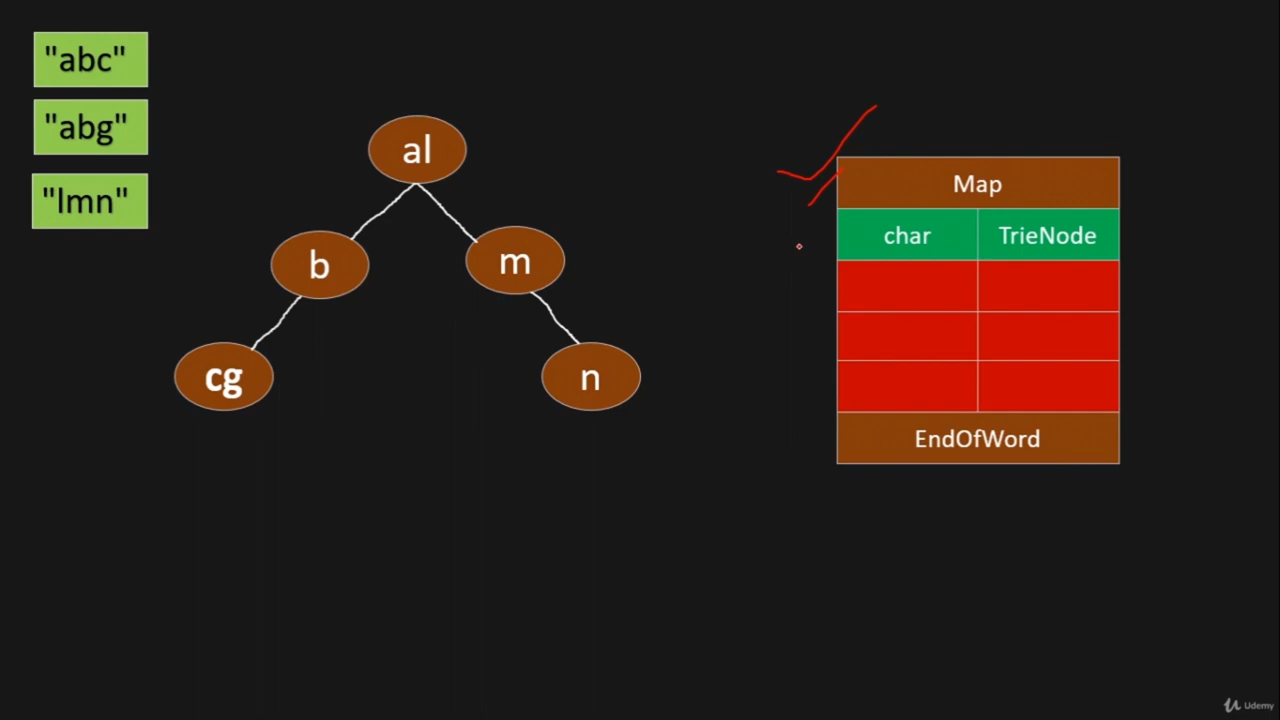 "abc"
"abg"
"lmn"
al
b
m
cg
n
Map
char TrieNode
EndOfWord
Udemy